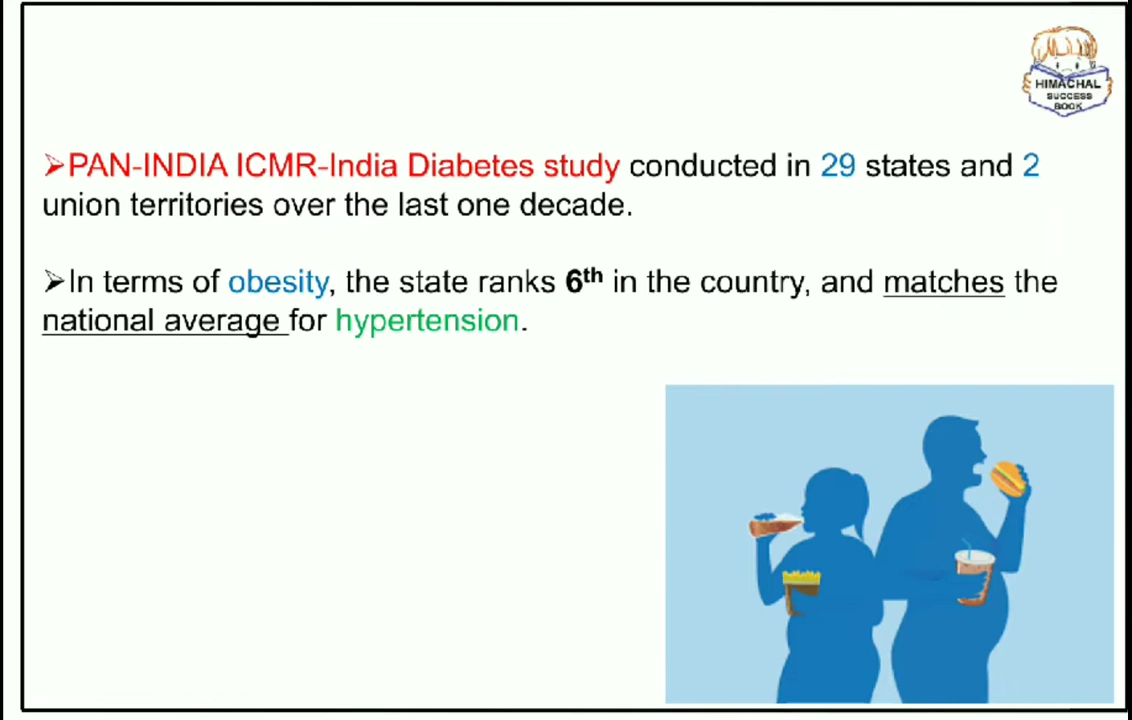 HIMACHAL
SUCCESS
BOOK
➢PAN-INDIA ICMR-India Diabetes study conducted in 29 states and 2
union territories over the last one decade.
➢In terms of obesity, the state ranks 6th in the country, and matches the
national average for hypertension.